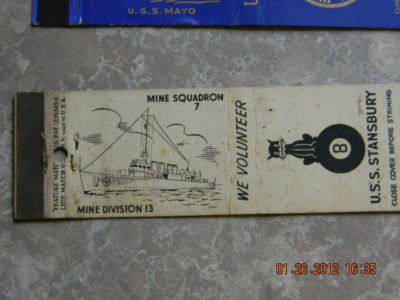 U.S.S. MAYO
MINE SQUADRON
7
MINE DIVISION 13
WE VOLUNTEER
8
U.S.S. STANSBURY
CLOSE COVER BEFORE STRIKING
01.26.2012 16:35